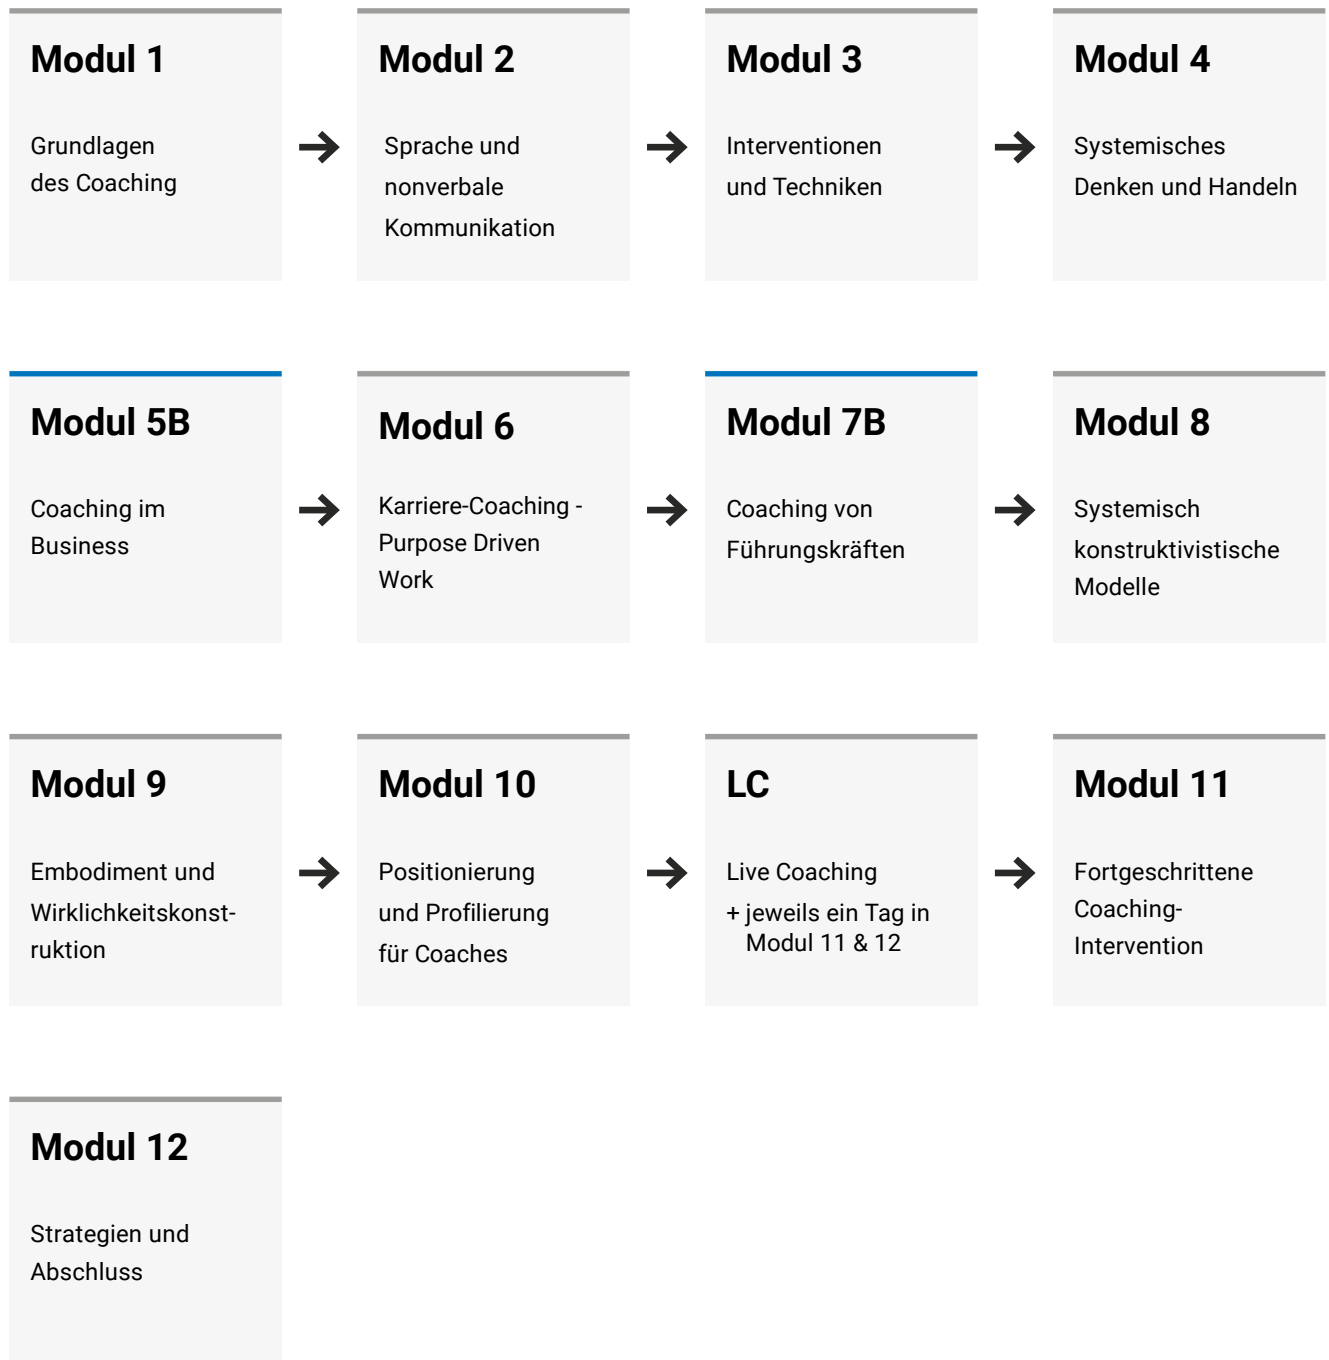 Modul 1
Grundlagen
des Coaching
Modul 2
Sprache und
nonverbale
Kommunikation
Modul 3
Interventionen
und Techniken
Modul 4
Systemisches
Denken und Handeln
Modul 5B
Coaching im
Business
Modul 6
Karriere-Coaching -
Purpose Driven
Work
Modul 7B
Coaching von
Führungskräften
Modul 8
Systemisch
konstruktivistische
Modelle
Modul 9
Embodiment und
Wirklichkeitskonst-
ruktion
Modul 10
Positionierung
und Profilierung
für Coaches
LC
Live Coaching
+ jeweils ein Tag in
Modul 11 & 12
Modul 11
Fortgeschrittene
Coaching-
Intervention
Modul 12
Strategien und
Abschluss